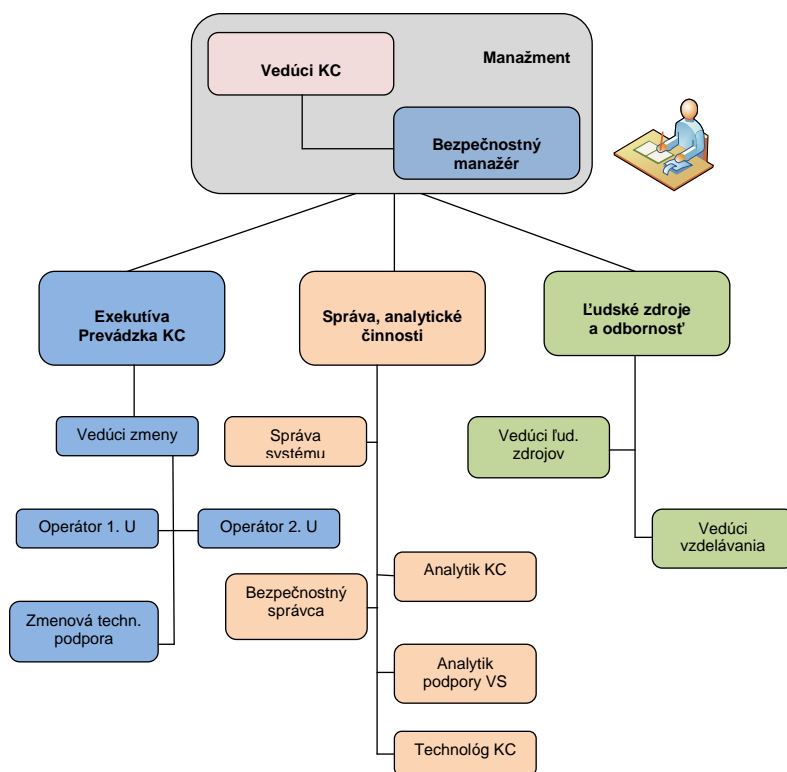 Manažment
Vedúci KC
Bezpečnostný
manažér
Exekutíva
Prevádzka KC
Správa, analytické
činnosti
Ľudské zdroje
a odbornosť
Vedúci zmeny
Správa
systému
Vedúci ľud.
zdrojov
Operátor 1. U
Operátor 2. U
Vedúci
vzdelávania
Analytik KC
Bezpečnostný
správca
Zmenová techn.
podpora
Analytik
podpory VS
Technológ KC